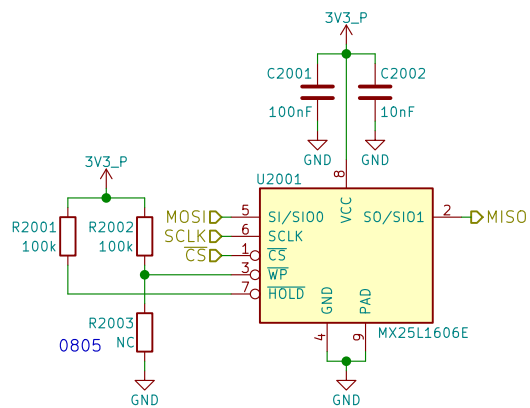 3V3_P
C2001
C2002
100nF
10nF
GND
GND
3V3_P
U2001
8
R2001
100k
R2002
100k
MOSI
5
SI/SIO0
VCC
SO/SIO1
2
MISO
SCLK
6
SCLK
CS
1
CS
3
WP
7
HOLD
GND
PAD
R2003
NC
0805
4
9
MX25L1606E
GND
GND